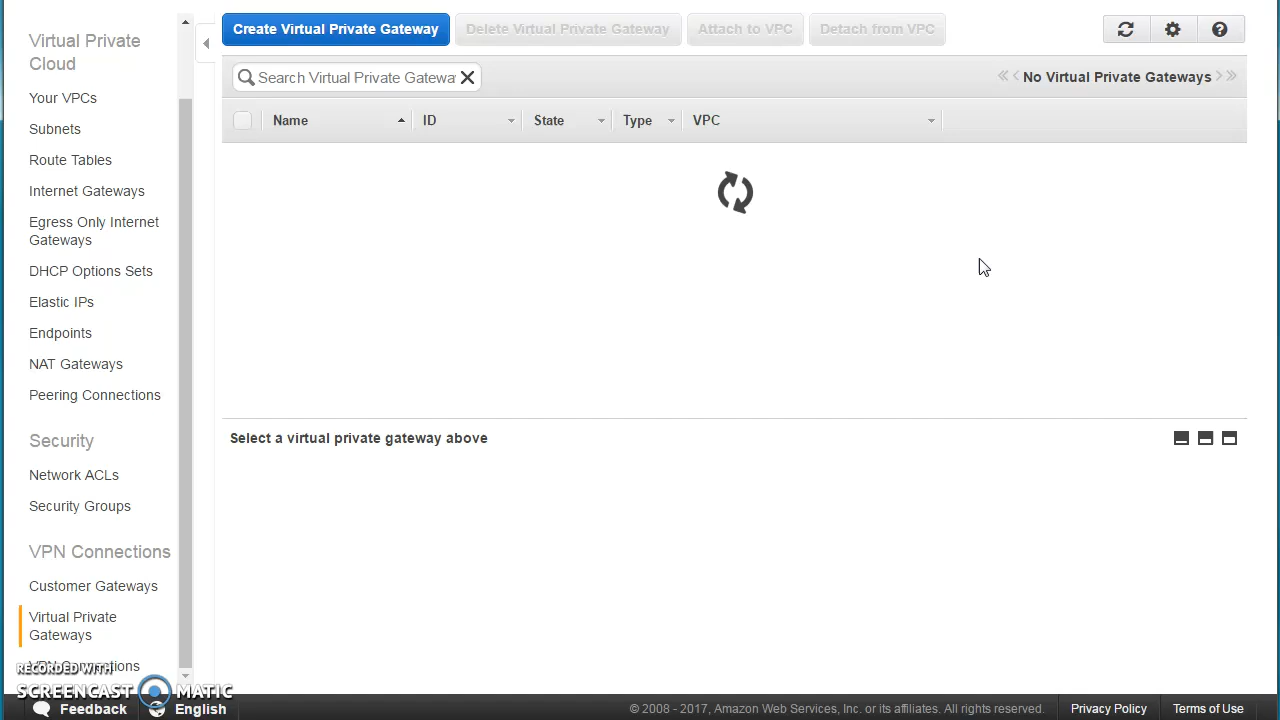 Virtual Private
Cloud
Your VPCs
Subnets
Route Tables
Internet Gateways
Egress Only Internet
Gateways
DHCP Options Sets
Elastic IPs
Endpoints
NAT Gateways
Peering Connections
Security
Network ACLs
Security Groups
VPN Connections
Customer Gateways
Virtual Private
Gateways
VPN Connections
RECORDED WITH
SCREENCAST MATIC
Create Virtual Private Gateway Delete Virtual Private Gateway Attach to VPC Detach from VPC
Search Virtual Private Gatewa No Virtual Private Gateways
Name ID State Type VPC
Select a virtual private gateway above
Feedback English © 2008 - 2017, Amazon Web Services, Inc. or its affiliates. All rights reserved. Privacy Policy Terms of Use